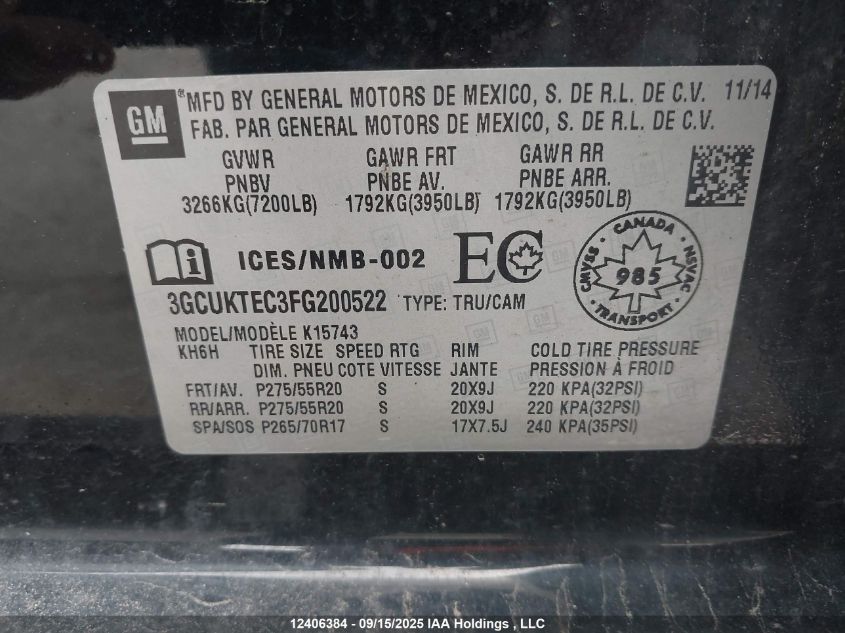 GM
®MFD BY GENERAL MOTORS DE MEXICO, S. DE R.L. DE C.V. 11/14
FAB. PAR GENERAL MOTORS DE MEXICO, S. DE R.L. DE C.V.
GVWR GAWR FRT GAWR RR
PNBV PNBE AV. PNBE ARR.
3266KG(7200LB) 1792KG(3950LB) 1792KG(3950LB)
i ICES/NMB-002 EC
CANADA
CMVSS 985 NSVAC
TRANSPORT
3GCUKTEC3FG200522 TYPE: TRU/CAM
MODEL/MODÈLE K15743
KH6H TIRE SIZE SPEED RTG RIM COLD TIRE PRESSURE
DIM. PNEU COTE VITESSE JANTE PRESSION À FROID
FRT/AV. P275/55R20 S 20X9J 220 KPA(32PSI)
RR/ARR. P275/55R20 S 20X9J 220 KPA(32PSI)
SPA/SOS P265/70R17 S 17X7.5J 240 KPA(35PSI)
12406384 - 09/15/2025 IAA Holdings , LLC